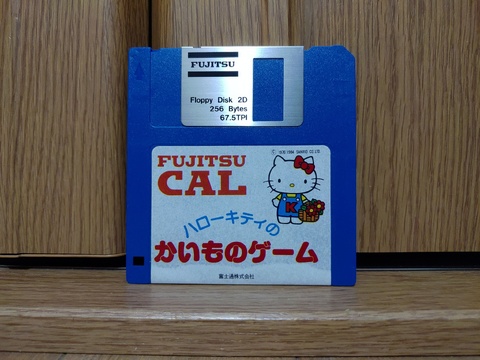 FUJITSU
Floppy Disk 2D
256 Bytes
67.5TPI
FUJITSU
CAL
ハローキティの
かいものゲーム
K
富士通株式会社